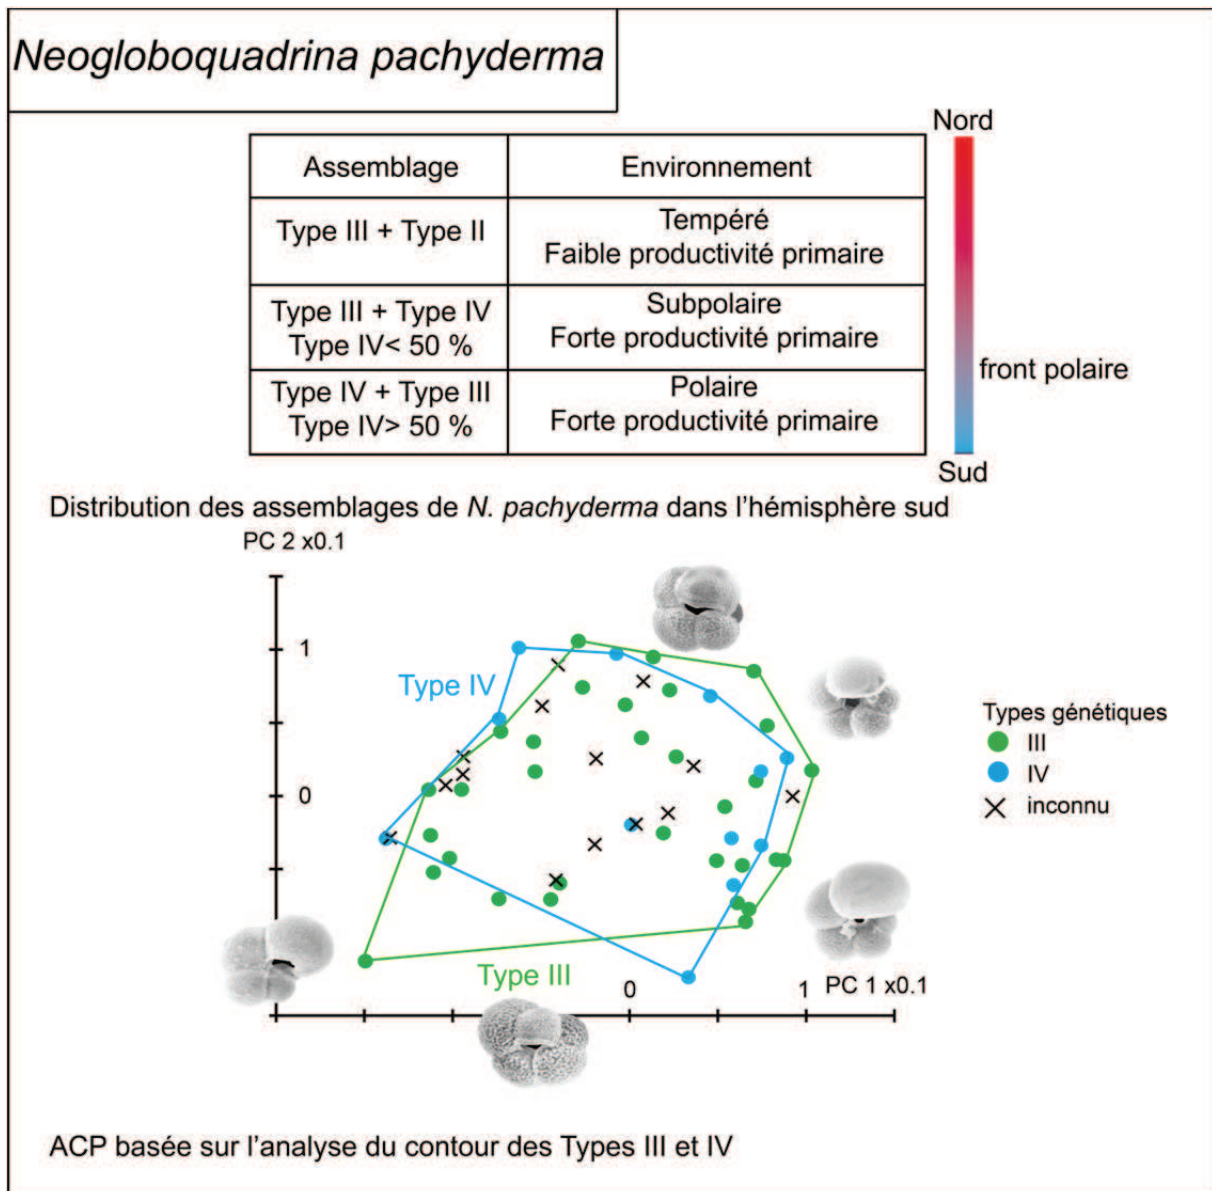 Neogloboquadrina pachyderma
Nord
Assemblage
Environnement
Type III + Type II
Tempéré
Faible productivité primaire
Type III + Type IV
Type IV< 50 %
Subpolaire
Forte productivité primaire
front polaire
Type IV + Type III
Type IV> 50 %
Polaire
Forte productivité primaire
Sud
Distribution des assemblages de N. pachyderma dans l'hémisphère sud
PC 2 x0.1
1
Type IV
0
Types génétiques
III
IV
inconnu
Type III
0
1
PC 1 x0.1
ACP basée sur l'analyse du contour des Types III et IV